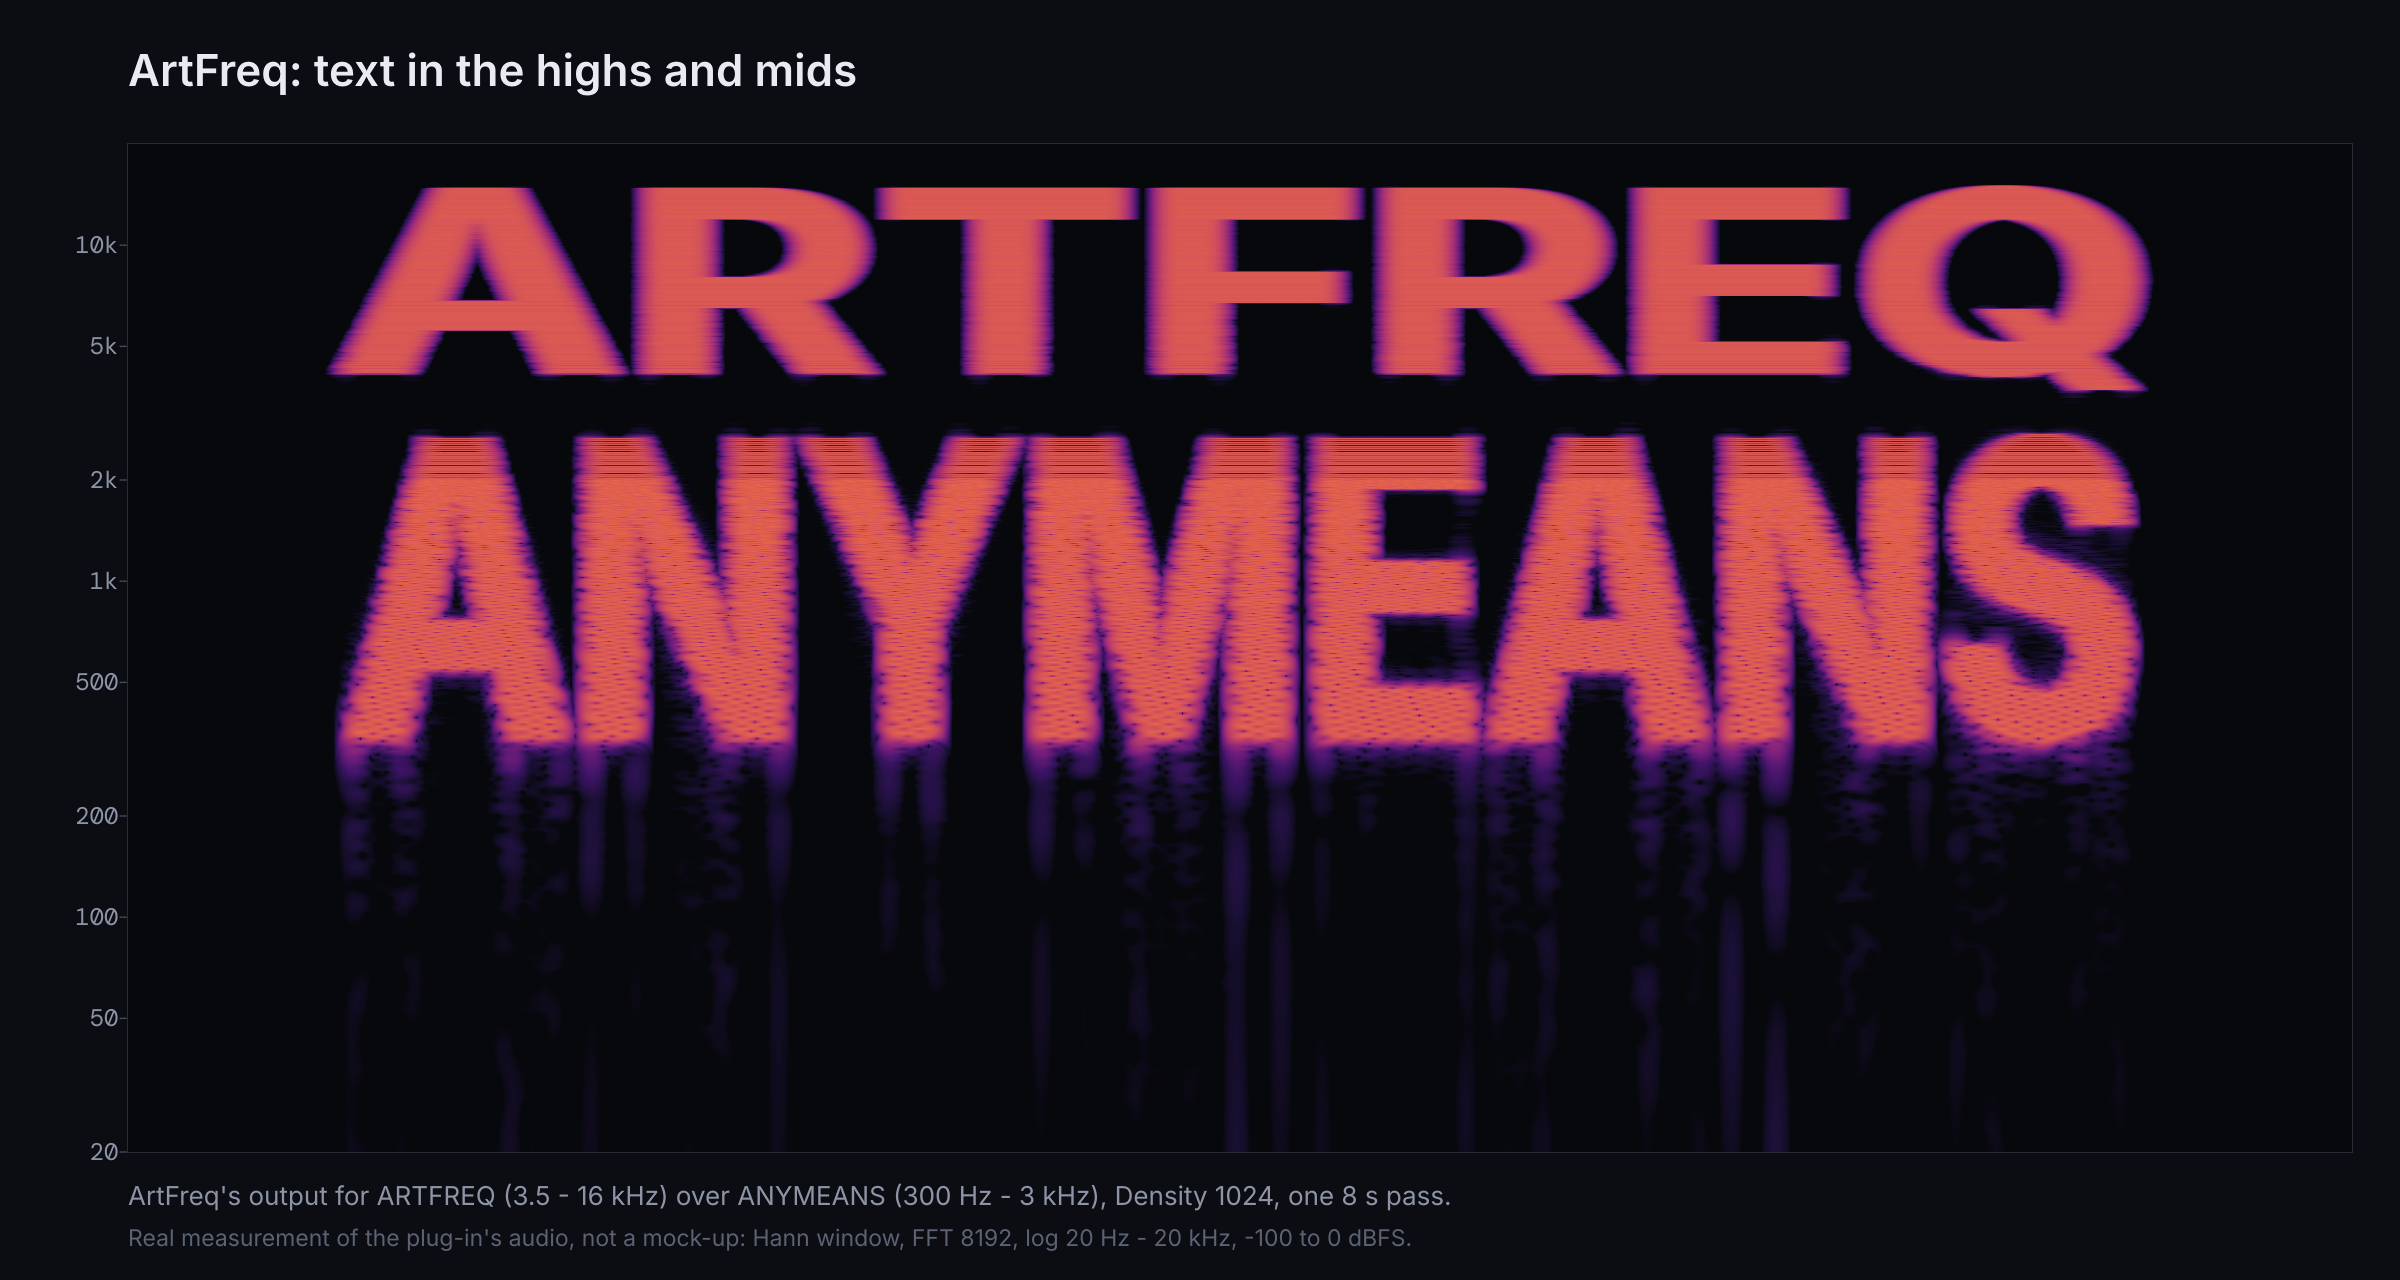 ArtFreq: text in the highs and mids
ARTFREQ
ANYMEANS
10k
5k
2k
1k
500
200
100
50
20
ArtFreq's output for ARTFREQ (3.5 - 16 kHz) over ANYMEANS (300 Hz - 3 kHz), Density 1024, one 8 s pass.
Real measurement of the plug-in's audio, not a mock-up: Hann window, FFT 8192, log 20 Hz - 20 kHz, -100 to 0 dBFS.